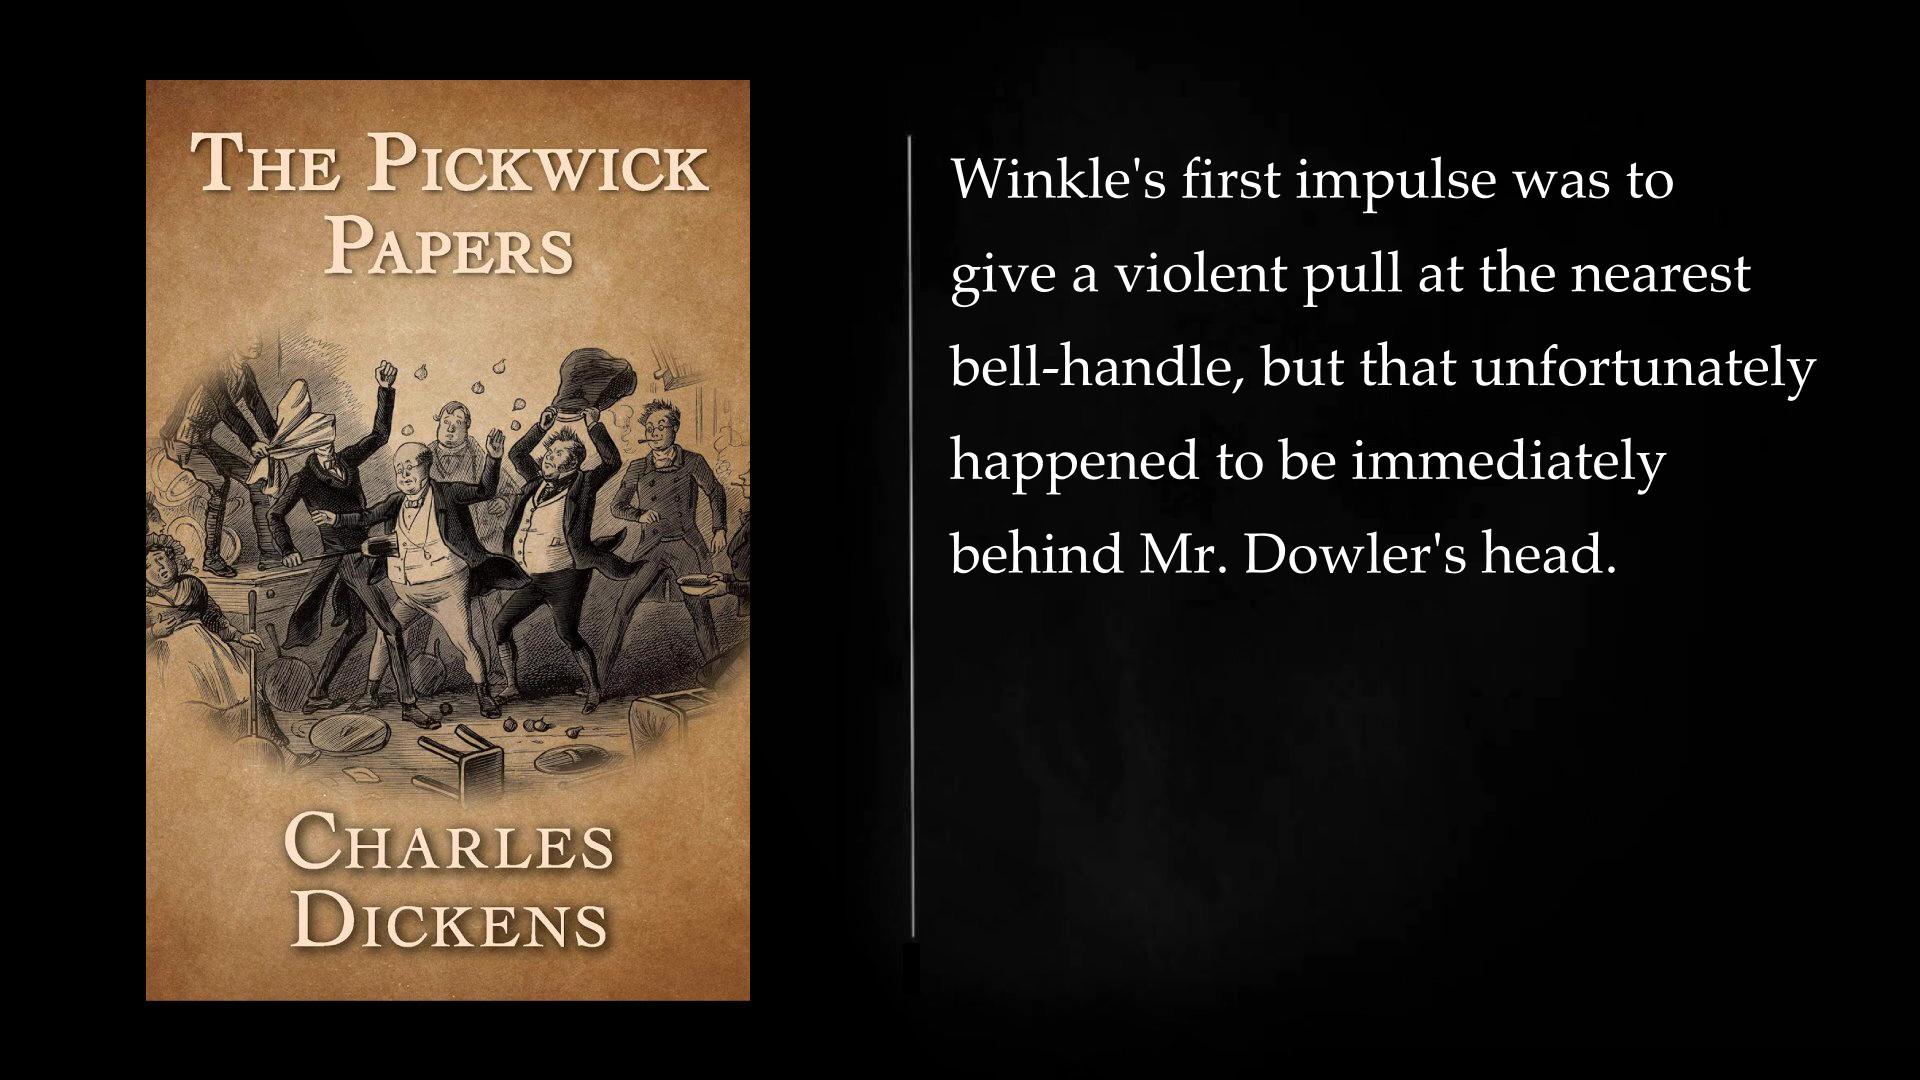 The Pickwick
Papers
Charles
Dickens
Winkle's first impulse was to
give a violent pull at the nearest
bell-handle, but that unfortunately
happened to be immediately
behind Mr. Dowler's head.